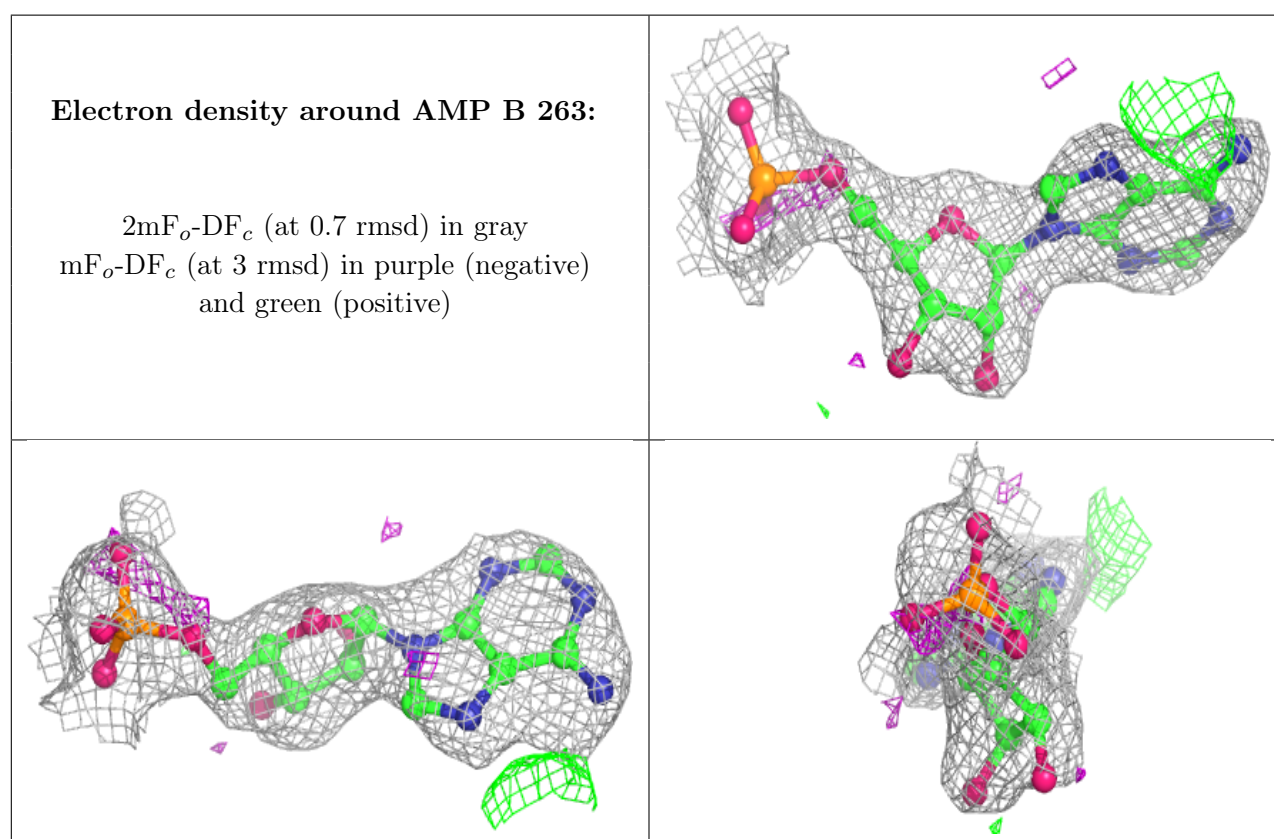 Electron density around AMP B 263:
2mFo-DFc (at 0.7 rmsd) in gray
mFo-DFc (at 3 rmsd) in purple (negative)
and green (positive)